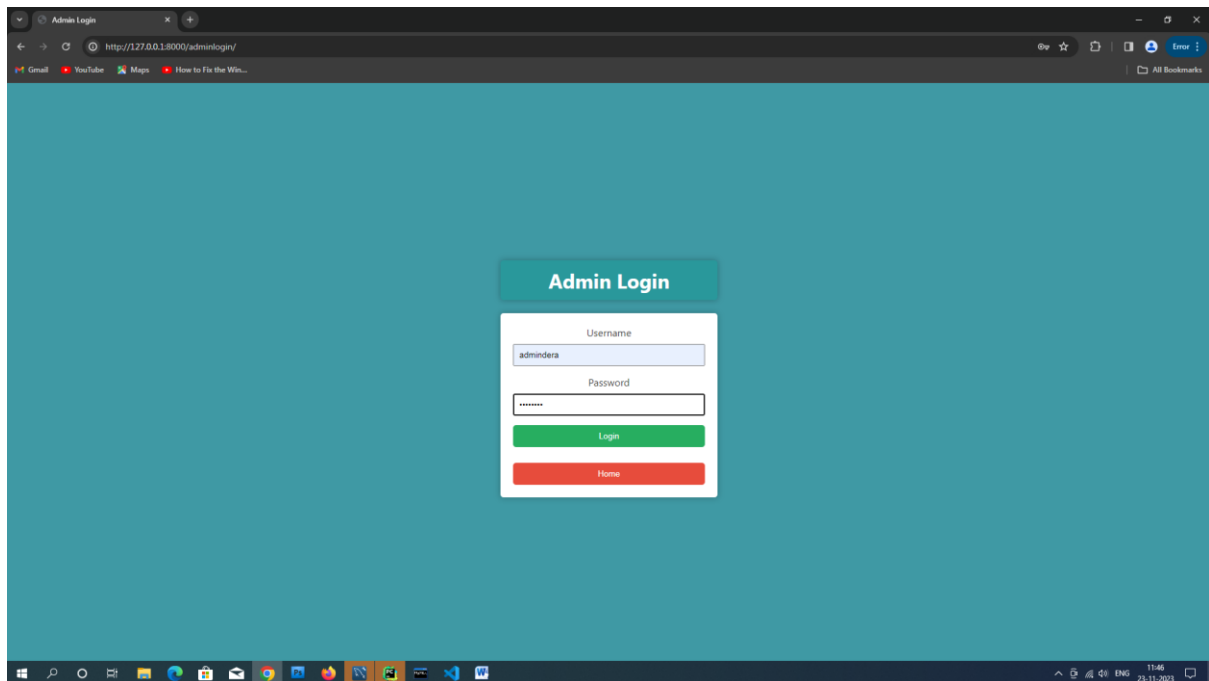 Admin Login
http://127.0.0.1:8000/adminlogin/
Error
Gmail YouTube Maps How to Fix the Win...
All Bookmarks
Admin Login
Username
admindera
Password
••••••••
Login
Home
ENG
11:46
23-11-2023